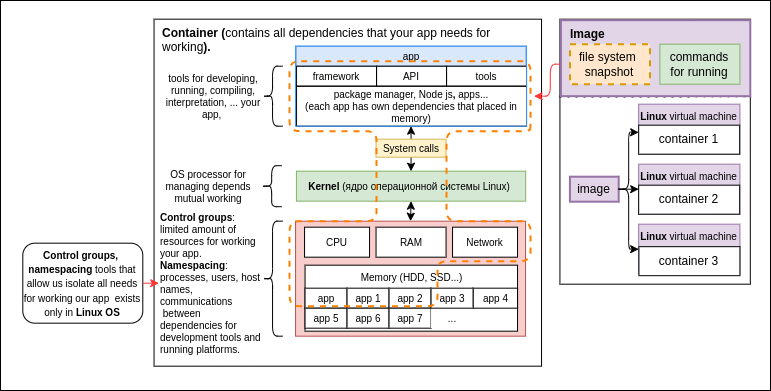 Container (contains all dependencies that your app needs for
working).
tools for developing,
running, compiling,
interpretation, ... your
app,
app
framework
API
tools
package manager, Node js, apps...
(each app has own dependencies that placed in
memory)
System calls
OS processor for
managing depends
mutual working
Kernel (ядро операционной системы Linux)
Control groups:
limited amount of
resources for working
your app.
Namespacing:
processes, users, host
names,
communications
between
dependencies for
development tools and
running platforms.
CPU
RAM
Network
Memory (HDD, SSD...)
app
app 1
app 2
app 3
app 4
app 5
app 6
app 7
...
Control groups,
namespacing tools that
allow us isolate all needs
for working our app exists
only in Linux OS
Image
file system
snapshot
commands
for running
image
Linux virtual machine
container 1
Linux virtual machine
container 2
Linux virtual machine
container 3